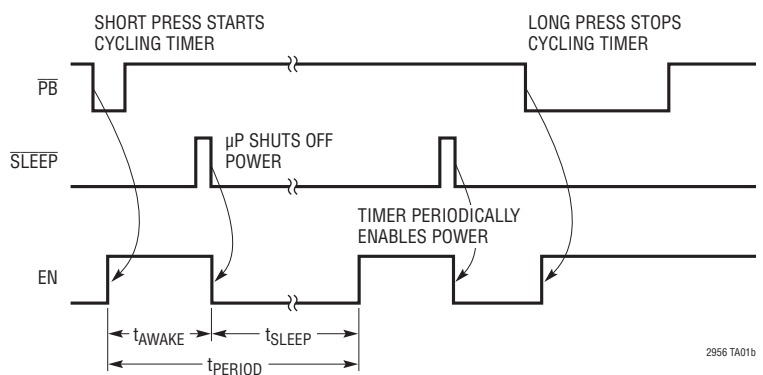 SHORT PRESS STARTS
CYCLING TIMER
LONG PRESS STOPS
CYCLING TIMER
PB
SLEEP
µP SHUTS OFF
POWER
TIMER PERIODICALLY
ENABLES POWER
EN
tAWAKE
tSLEEP
tPERIOD
2956 TA01b